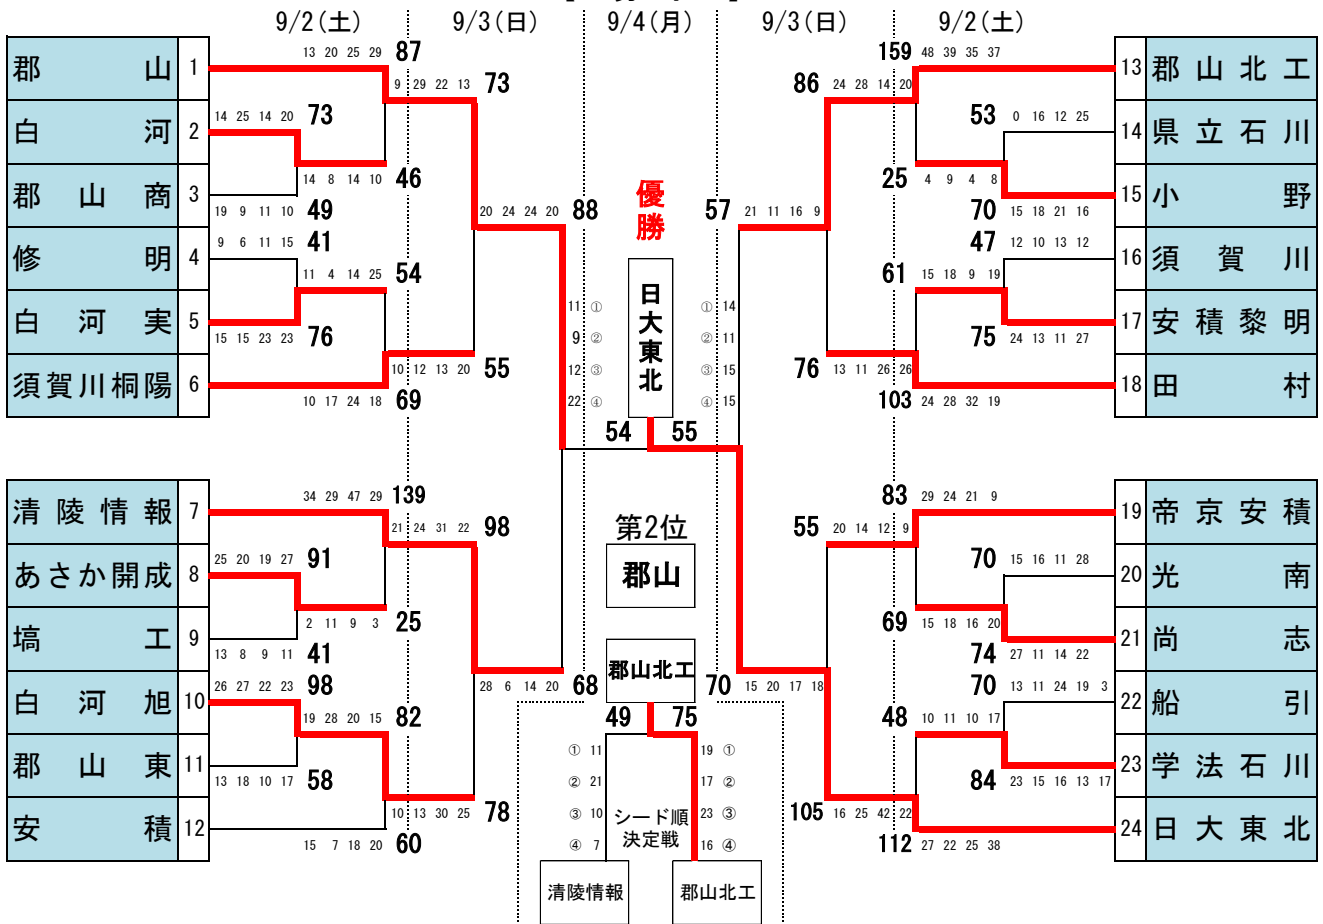 9/2(土) 9/3(日) 9/4(月) 9/3(日) 9/2(土)
郡山 1
白河 2
郡山商 3
修明 4
白河実 5
須賀川桐陽 6
清陵情報 7
あさか開成 8
塙工 9
白河旭 10
郡山東 11
安積 12
13 20 25 29 87
14 25 14 20 73
14 8 14 10 46
19 9 11 10 49
9 6 11 15 41
11 4 14 25 54
15 15 23 23 76
10 17 24 18 69
9 29 22 13 73
10 12 13 20 55
20 24 24 20 88
34 29 47 29 139
25 20 19 27 91
2 11 9 3 25
13 8 9 11 41
26 27 22 23 98
19 28 20 15 82
13 18 10 17 58
15 7 18 20 60
21 24 31 22 98
10 13 30 25 78
28 6 14 20 68
優勝
日大東北
11 ① ① 14
9 ② ② 11
12 ③ ③ 15
22 ④ ④ 15
54 55
第2位
郡山
郡山北工
49 75
① 11 19 ①
② 21 17 ②
③ 10 23 ③
④ 7 16 ④
シード順
決定戦
清陵情報 郡山北工
57 21 11 16 9
86 24 28 14 20
76 13 11 26 26
159 48 39 35 37
53 0 16 12 25
25 4 9 4 8
70 15 18 21 16
47 12 10 13 12
61 15 18 9 19
75 24 13 11 27
103 24 28 32 19
70 15 20 17 18
55 20 14 12 9
105 16 25 42 22
83 29 24 21 9
70 15 16 11 28
69 15 18 16 20
74 27 11 14 22
70 13 11 24 19 3
48 10 11 10 17
84 23 15 16 13 17
112 27 22 25 38
13 郡山北工
14 県立石川
15 小野
16 須賀川
17 安積黎明
18 田村
19 帝京安積
20 光南
21 尚志
22 船引
23 学法石川
24 日大東北